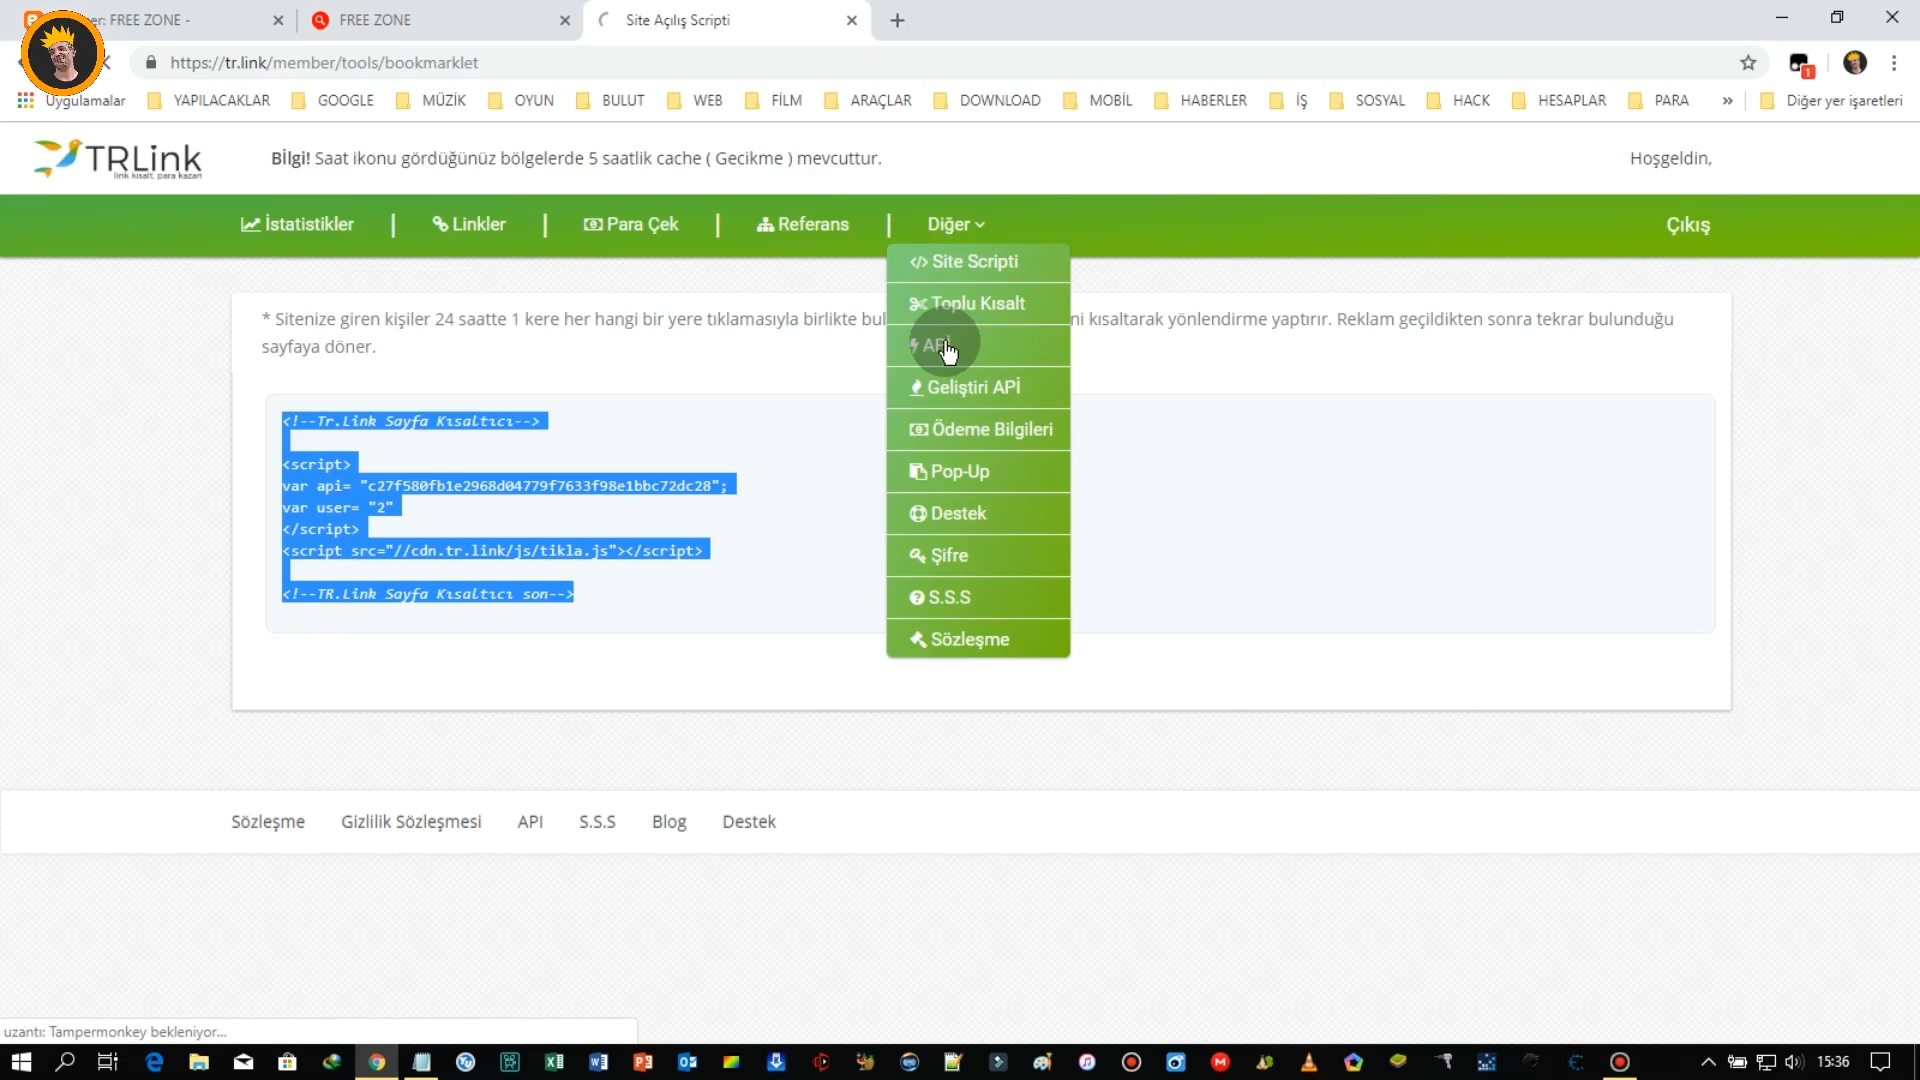 er: FREE ZONE -
FREE ZONE
Site Açılış Scripti
https://tr.link/member/tools/bookmarklet
Uygulamalar
YAPILACAKLAR
GOOGLE
MÜZİK
OYUN
BULUT
WEB
FİLM
ARAÇLAR
DOWNLOAD
MOBİL
HABERLER
İŞ
SOSYAL
HACK
HESAPLAR
PARA
»
Diğer yer işaretleri
TRLink
link kısalt, para kazan
Bİlgi! Saat ikonu gördüğünüz bölgelerde 5 saatlik cache ( Gecikme ) mevcuttur.
Hoşgeldin,
İstatistikler
Linkler
Para Çek
Referans
Diğer
Çıkış
</> Site Scripti
Toplu Kısalt
Geliştiri APİ
Ödeme Bilgileri
Pop-Up
Destek
Şifre
S.S.S
Sözleşme
* Sitenize giren kişiler 24 saatte 1 kere her hangi bir yere tıklamasıyla birlikte bul ni kısaltarak yönlendirme yaptırır. Reklam geçildikten sonra tekrar bulunduğu
sayfaya döner.
<!--Tr.Link Sayfa Kısaltıcı-->
<script>
var api= "c27f580fb1e2968d04779f7633f98e1bbc72dc28";
var user= "2"
</script>
<script src="//cdn.tr.link/js/tikla.js"></script>
<!--TR.Link Sayfa Kısaltıcı son-->
Sözleşme
Gizlilik Sözleşmesi
API
S.S.S
Blog
Destek
uzantı: Tampermonkey bekleniyor...
15:36